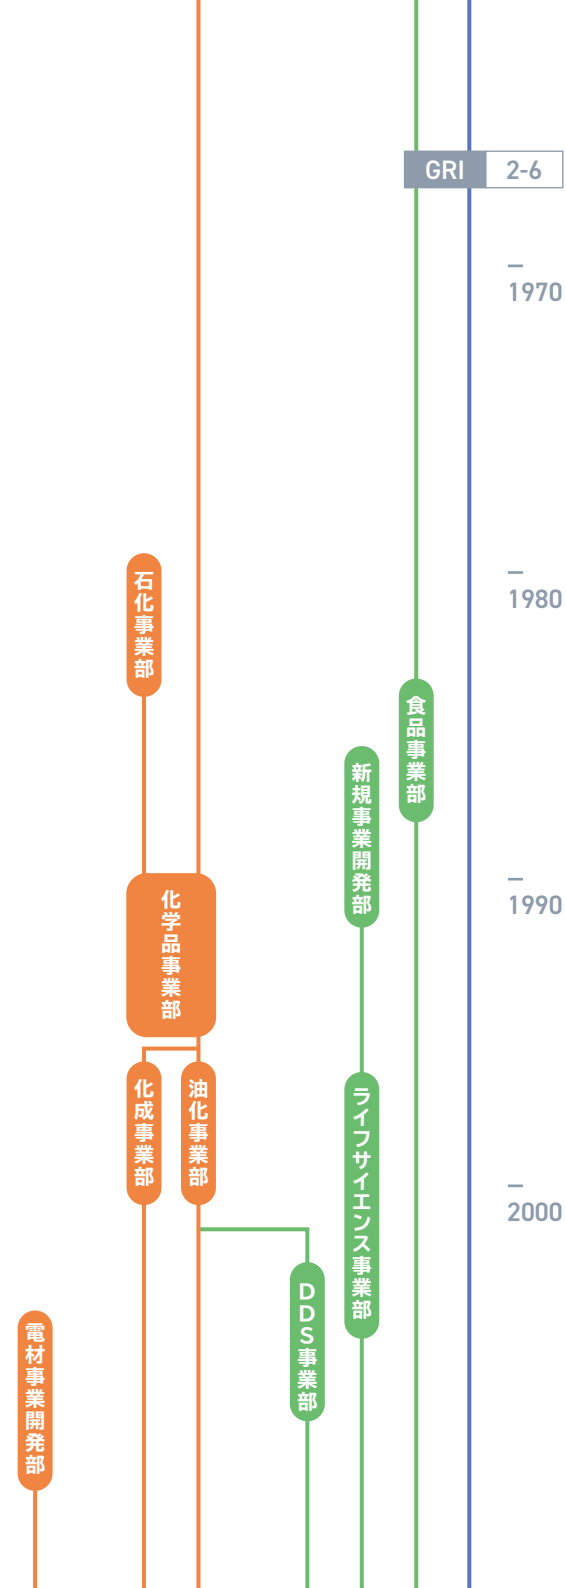 GRI 2-6
1970
石化事業部
1980
食品事業部
新規事業開発部
化学品事業部
1990
化成事業部
油化事業部
ライフサイエンス事業部
2000
DDS事業部
電材事業開発部